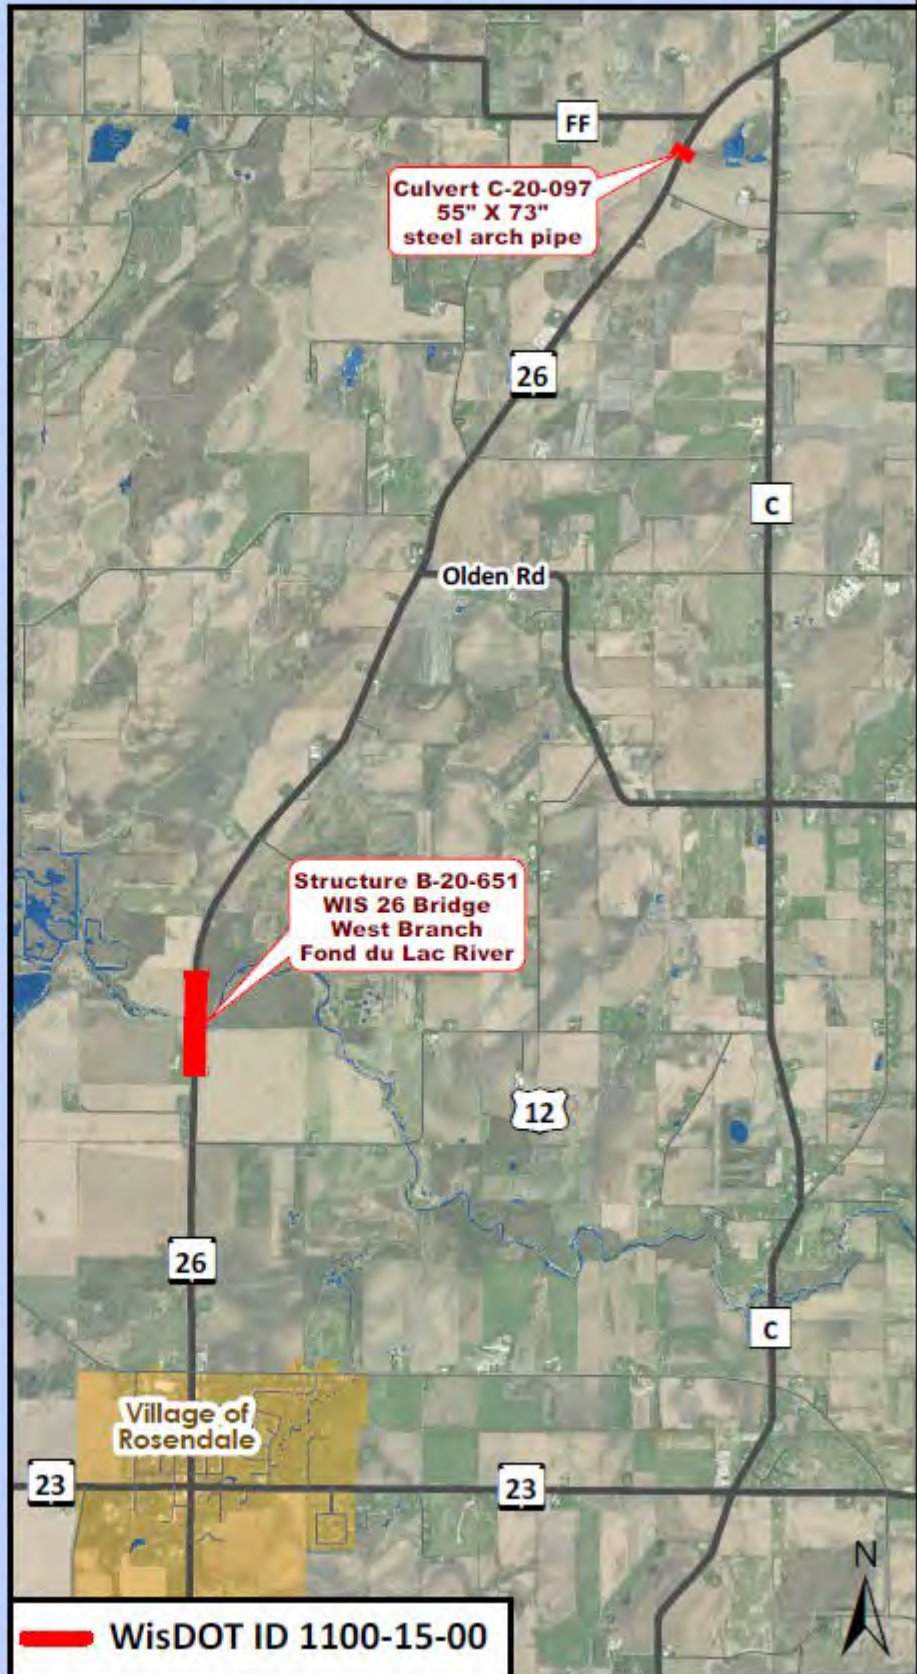 FF
Culvert C-20-097
55" X 73"
steel arch pipe
26
C
Olden Rd
Structure B-20-651
WIS 26 Bridge
West Branch
Fond du Lac River
12
26
C
Village of
Rosendale
23
23
N
WisDOT ID 1100-15-00